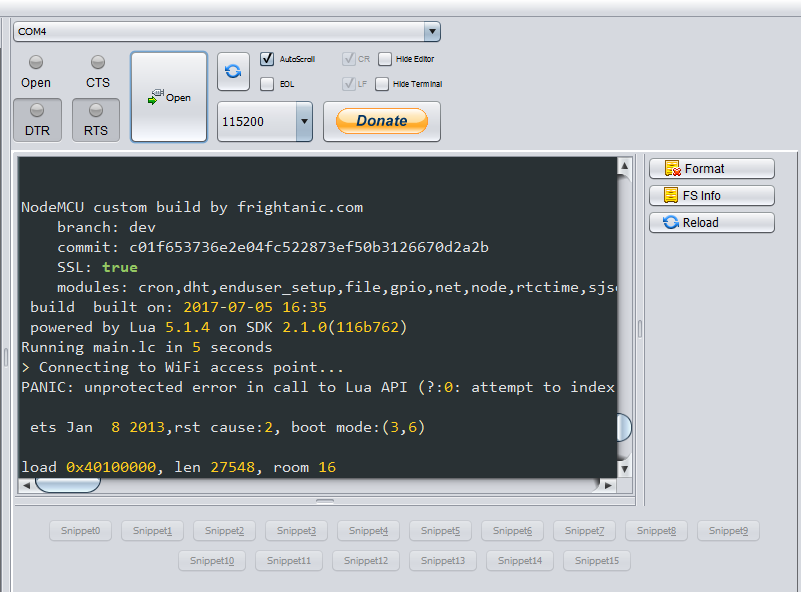 COM4
Open
CTS
DTR
RTS
Open
AutoScroll
CR
Hide Editor
EOL
LF
Hide Terminal
115200
Donate
NodeMCU custom build by frightanic.com
branch: dev
commit: c01f653736e2e04fc522873ef50b3126670d2a2b
SSL: true
modules: cron,dht,enduser_setup,file,gpio,net,node,rtctime,sjs
build  built on: 2017-07-05 16:35
powered by Lua 5.1.4 on SDK 2.1.0(116b762)
Running main.lc in 5 seconds
> Connecting to WiFi access point...
PANIC: unprotected error in call to Lua API (?:0: attempt to index
ets Jan  8 2013,rst cause:2, boot mode:(3,6)
load 0x40100000, len 27548, room 16
Format
FS Info
Reload
Snippet0 Snippet1 Snippet2 Snippet3 Snippet4 Snippet5 Snippet6 Snippet7 Snippet8 Snippet9
Snippet10 Snippet11 Snippet12 Snippet13 Snippet14 Snippet15